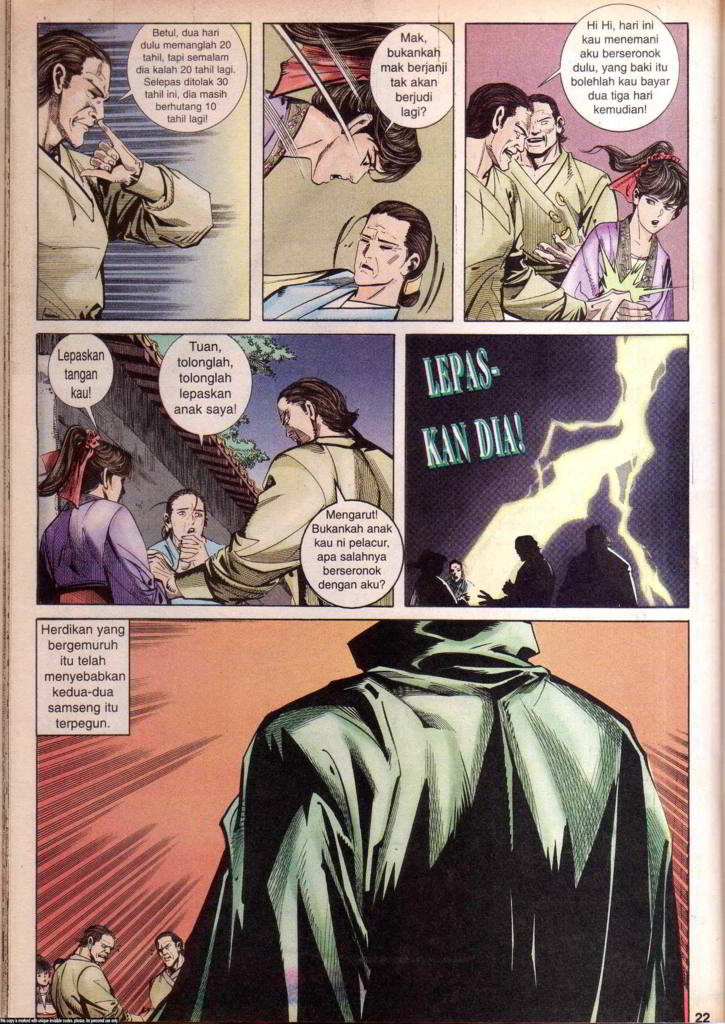 Betul, dua hari
dulu memanglah 20
tahil, tapi semalam
dia kalah 20 tahil lagi.
Selepas ditolak 30
tahil ini, dia masih
berhutang 10
tahil lagi!
Mak,
bukankah
mak berjanji
tak akan
berjudi
lagi?
Hi Hi, hari ini
kau menemani
aku berseronok
dulu, yang baki itu
bolehlah kau bayar
dua tiga hari
kemudian!
Lepaskan
tangan
kau!
Tuan,
tolonglah,
tolonglah
lepaskan
anak saya!
Mengarut!
Bukankah anak
kau ni pelacur,
apa salahnya
berseronok
dengan aku?
LEPAS-
KAN DIA!
Herdikan yang
bergemuruh
itu telah
menyebabkan
kedua-dua
samseng itu
terpegun.
22